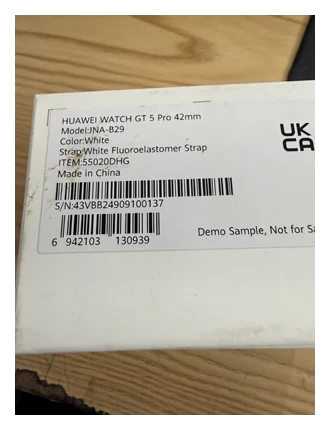 HUAWEI WATCH GT 5 Pro 42mm
Model:JNA-B29
Color:White
Strap:White Fluoroelastomer Strap
ITEM:55020DHG
Made in China
UK
CA
S/N:43VBB24909100137
6 942103 130939
Demo Sample, Not for